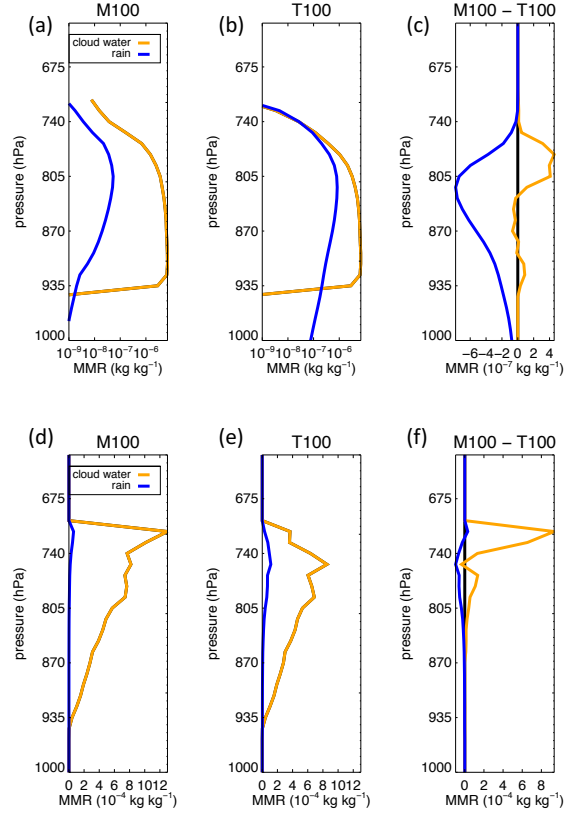 M100
T100
M100 − T100
(a)
(b)
(c)
cloud water
rain
675
740
805
870
935
1000
pressure (hPa)
10⁻⁹ 10⁻⁸ 10⁻⁷ 10⁻⁶
MMR (kg kg⁻¹)
675
740
805
870
935
1000
pressure (hPa)
10⁻⁹ 10⁻⁸ 10⁻⁷ 10⁻⁶
MMR (kg kg⁻¹)
675
740
805
870
935
1000
pressure (hPa)
−6 −4 −2 0 2 4
MMR (10⁻⁷ kg kg⁻¹)
M100
T100
M100 − T100
(d)
(e)
(f)
cloud water
rain
675
740
805
870
935
1000
pressure (hPa)
0 2 4 6 8 10 12
MMR (10⁻⁴ kg kg⁻¹)
675
740
805
870
935
1000
pressure (hPa)
0 2 4 6 8 10 12
MMR (10⁻⁴ kg kg⁻¹)
675
740
805
870
935
1000
pressure (hPa)
0 2 4 6 8
MMR (10⁻⁴ kg kg⁻¹)